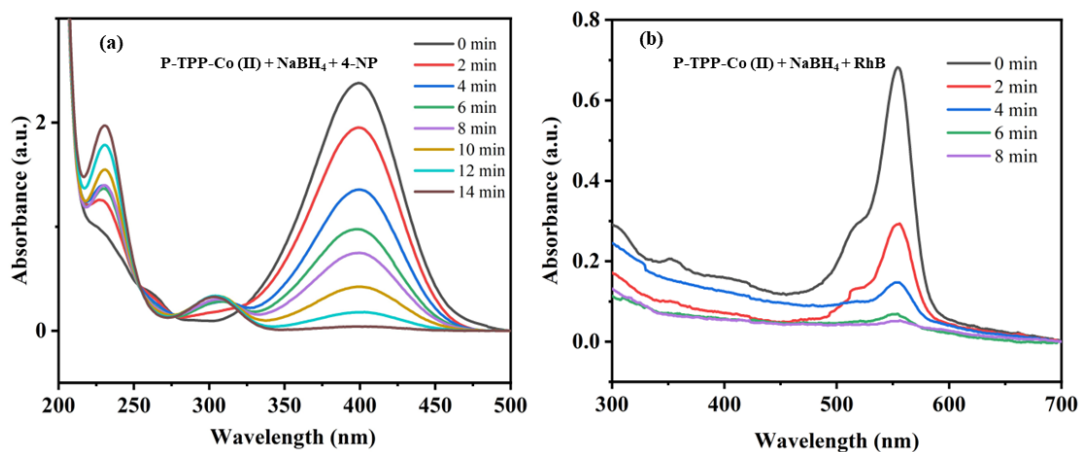 (a)
P-TPP-Co (II) + NaBH₄ + 4-NP
0 min
2 min
4 min
6 min
8 min
10 min
12 min
14 min
2
0
Absorbance (a.u.)
200 250 300 350 400 450 500
Wavelength (nm)
(b)
P-TPP-Co (II) + NaBH₄ + RhB
0 min
2 min
4 min
6 min
8 min
0.8
0.6
0.4
0.2
0.0
Absorbance (a.u.)
300 400 500 600 700
Wavelength (nm)